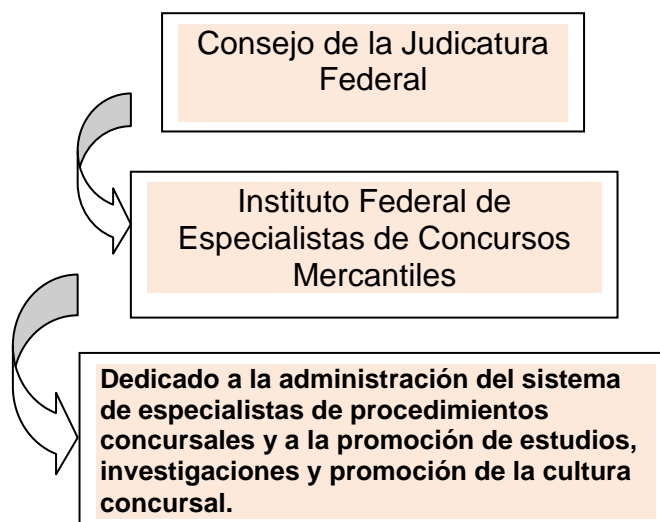 Consejo de la Judicatura
Federal
Instituto Federal de
Especialistas de Concursos
Mercantiles
Dedicado a la administración del sistema
de especialistas de procedimientos
concursales y a la promoción de estudios,
investigaciones y promoción de la cultura
concursal.